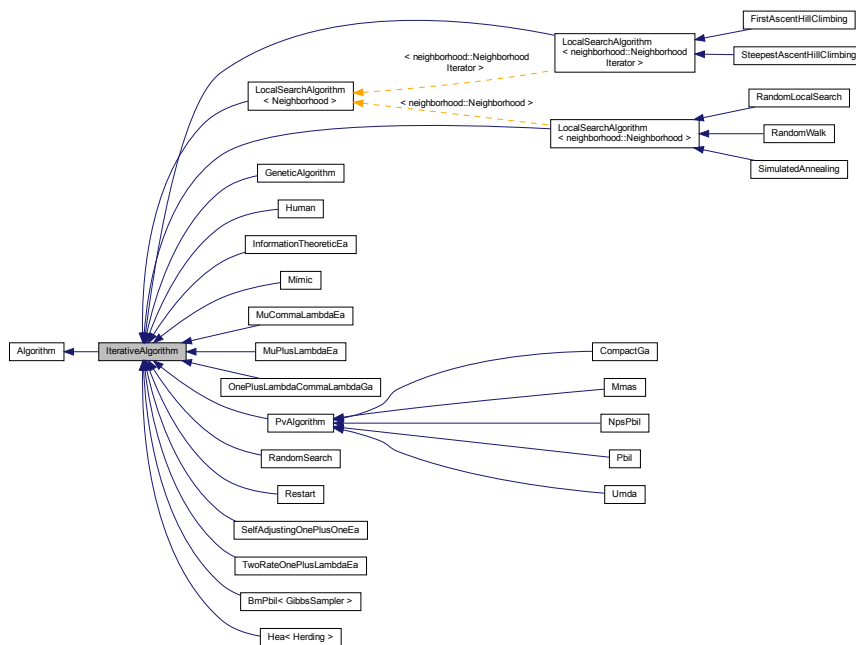 FirstAscentHillClimbing
LocalSearchAlgorithm
< neighborhood::Neighborhood
Iterator >
SteepestAscentHillClimbing
< neighborhood::Neighborhood
Iterator >
LocalSearchAlgorithm
< Neighborhood >
< neighborhood::Neighborhood >
RandomLocalSearch
LocalSearchAlgorithm
< neighborhood::Neighborhood >
RandomWalk
SimulatedAnnealing
GeneticAlgorithm
Human
InformationTheoreticEa
Mimic
MuCommaLambdaEa
Algorithm
IterativeAlgorithm
MuPlusLambdaEa
CompactGa
OnePlusLambdaCommaLambdaGa
Mmas
PvAlgorithm
NpsPbil
RandomSearch
Pbil
Restart
Umda
SelfAdjustingOnePlusOneEa
TwoRateOnePlusLambdaEa
BmPbil< GibbsSampler >
Hea< Herding >